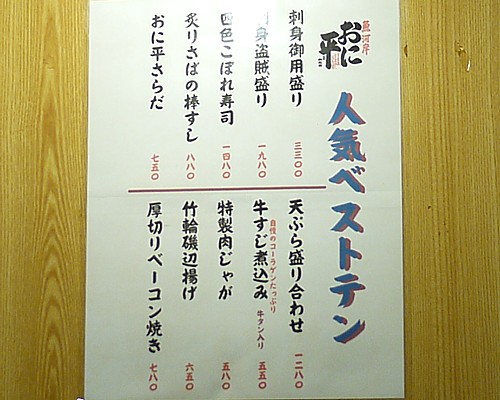 魚河岸
おに平
人気ベストテン
刺身御用盛り 三三〇〇
刺身盗賊盛り 一九八〇
四色こぼれ寿司 一四八〇
炙りさばの棒すし 八八〇
おに平さらだ 七五〇
天ぷら盛り合わせ 一二八〇
自慢のコーラゲンたっぷり
牛すじ煮込み 牛タン入り 五五〇
特製肉じゃが 五八〇
竹輪磯辺揚げ 六五〇
厚切りベーコン焼き 七八〇